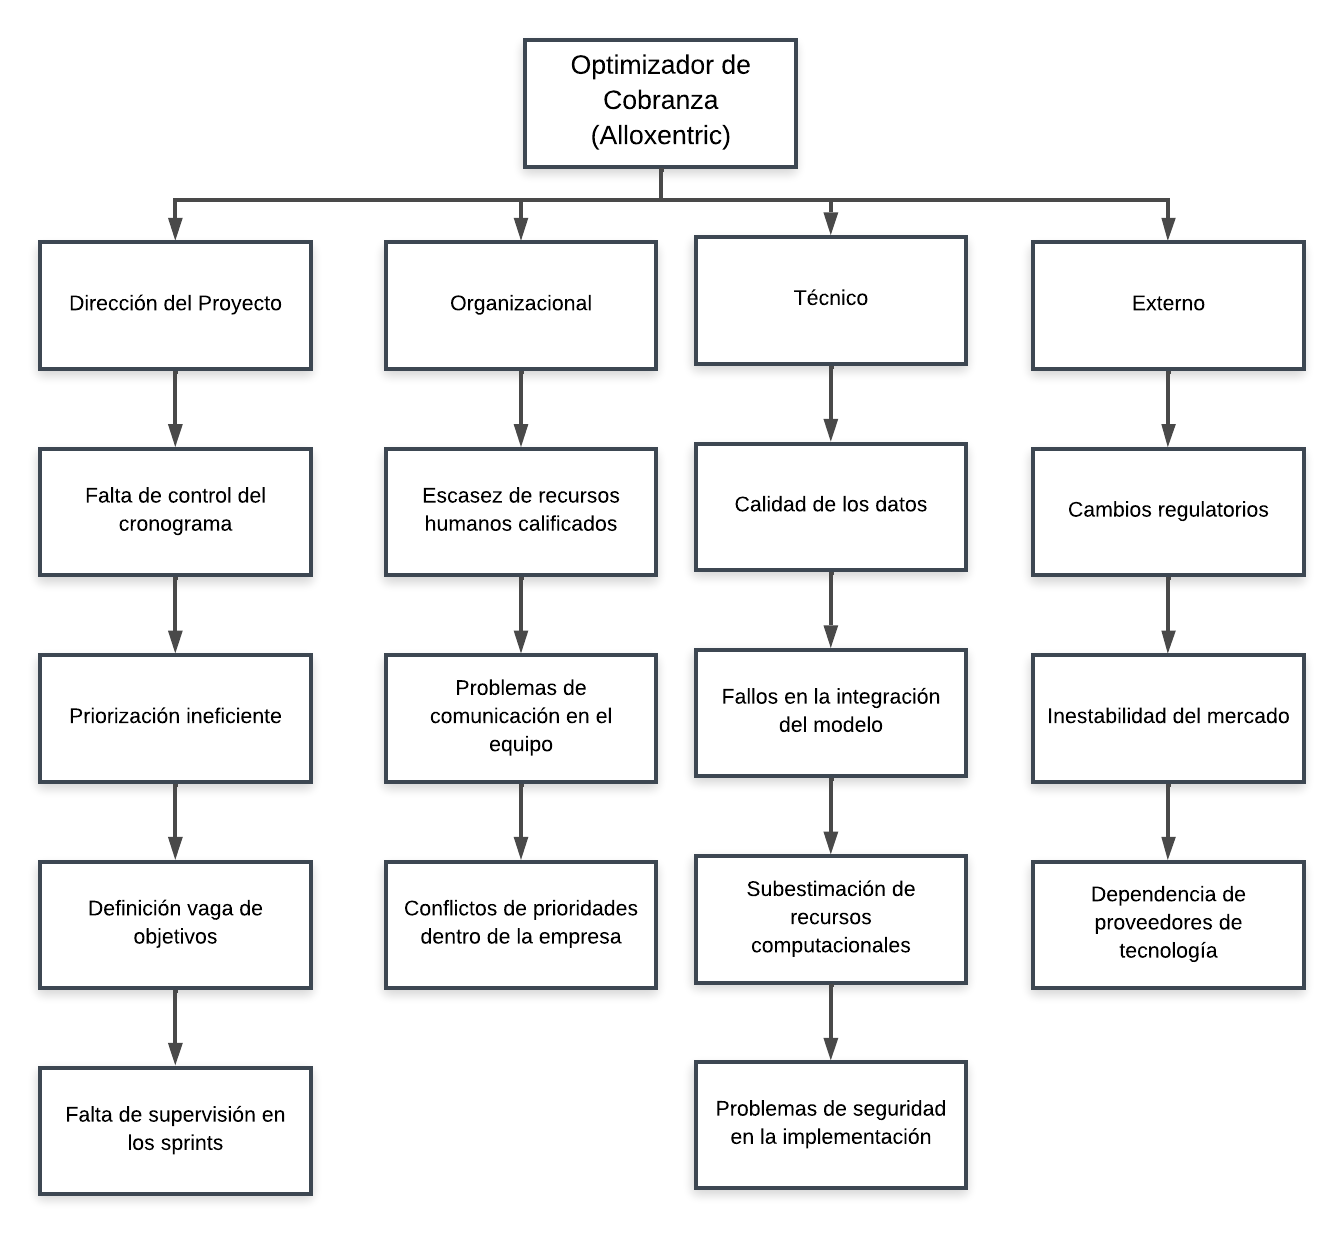 Optimizador de
Cobranza
(Alloxentric)
Dirección del Proyecto
Organizacional
Técnico
Externo
Falta de control del
cronograma
Escasez de recursos
humanos calificados
Calidad de los datos
Cambios regulatorios
Priorización ineficiente
Problemas de
comunicación en el
equipo
Fallos en la integración
del modelo
Inestabilidad del mercado
Definición vaga de
objetivos
Conflictos de prioridades
dentro de la empresa
Subestimación de
recursos
computacionales
Dependencia de
proveedores de
tecnología
Falta de supervisión en
los sprints
Problemas de seguridad
en la implementación